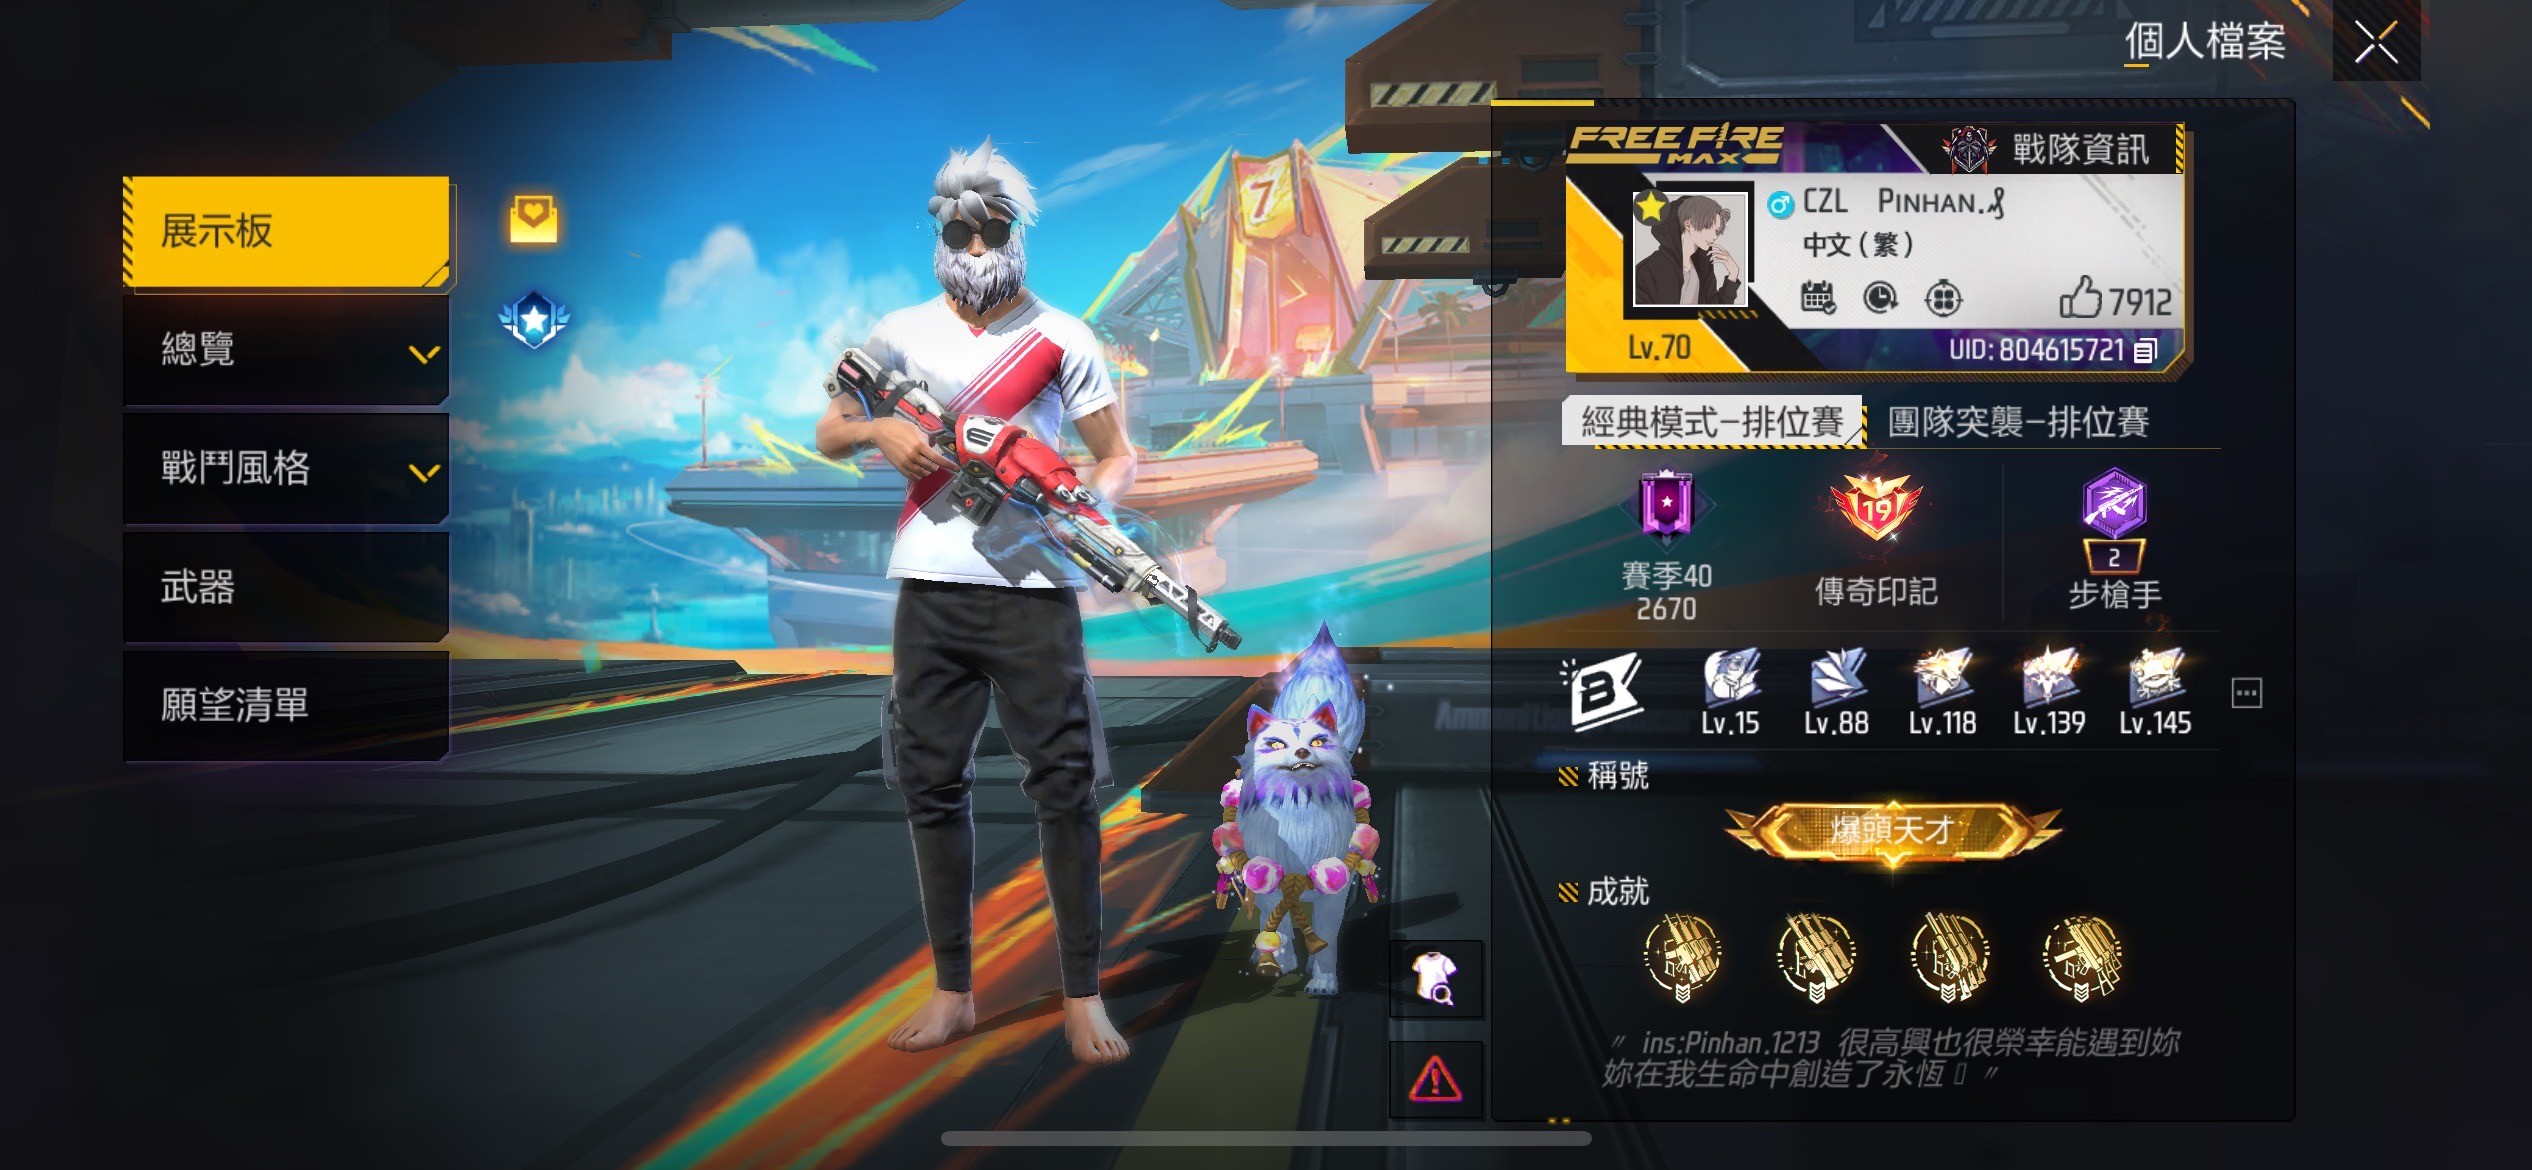 個人檔案
展示板
總覽
戰鬥風格
武器
願望清單
7
FREE FIRE
MAX
戰隊資訊
CZL PINHAN.
中文(繁)
7912
Lv.70
UID:804615721
經典模式-排位賽
團隊突襲-排位賽
19
2
賽季40
2670
傳奇印記
步槍手
Lv.15
Lv.88
Lv.118
Lv.139
Lv.145
稱號
爆頭天才
成就
" ins:Pinhan.1213 很高興也很榮幸能遇到妳
妳在我生命中創造了永恆 "